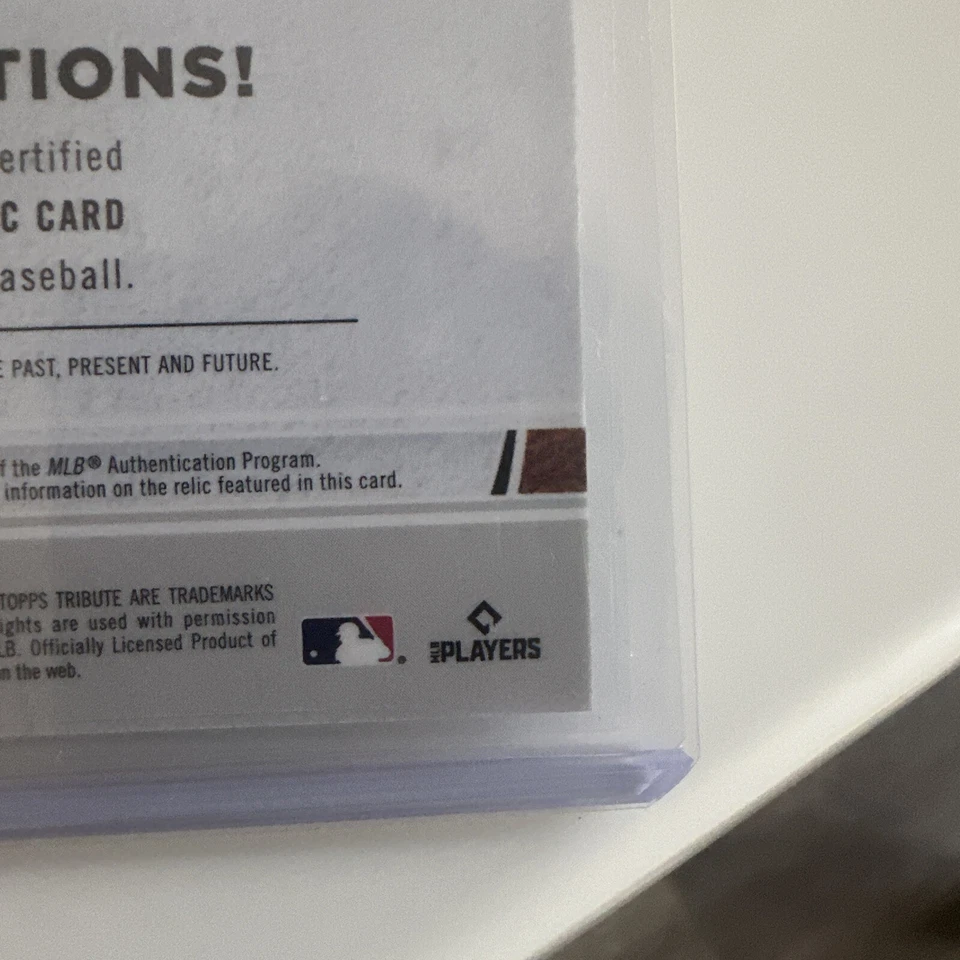 TIONS!
ertified
C CARD
aseball.
E PAST, PRESENT AND FUTURE.
f the MLB® Authentication Program.
information on the relic featured in this card.
TOPPS TRIBUTE ARE TRADEMARKS
ights are used with permission
LB. Officially Licensed Product of
n the web.
MLB PLAYERS